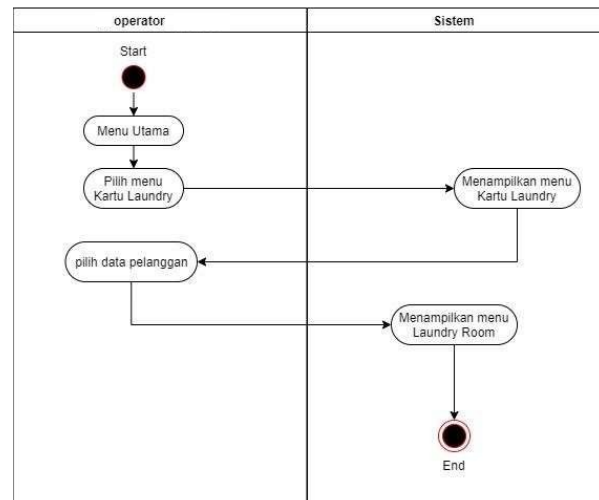 operator
Sistem
Start
Menu Utama
Pilih menu
Kartu Laundry
Menampilkan menu
Kartu Laundry
pilih data pelanggan
Menampilkan menu
Laundry Room
End